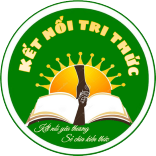 KẾT NỐI TRI THỨC
Kết nối yêu thương
Sẻ chia kiến thức